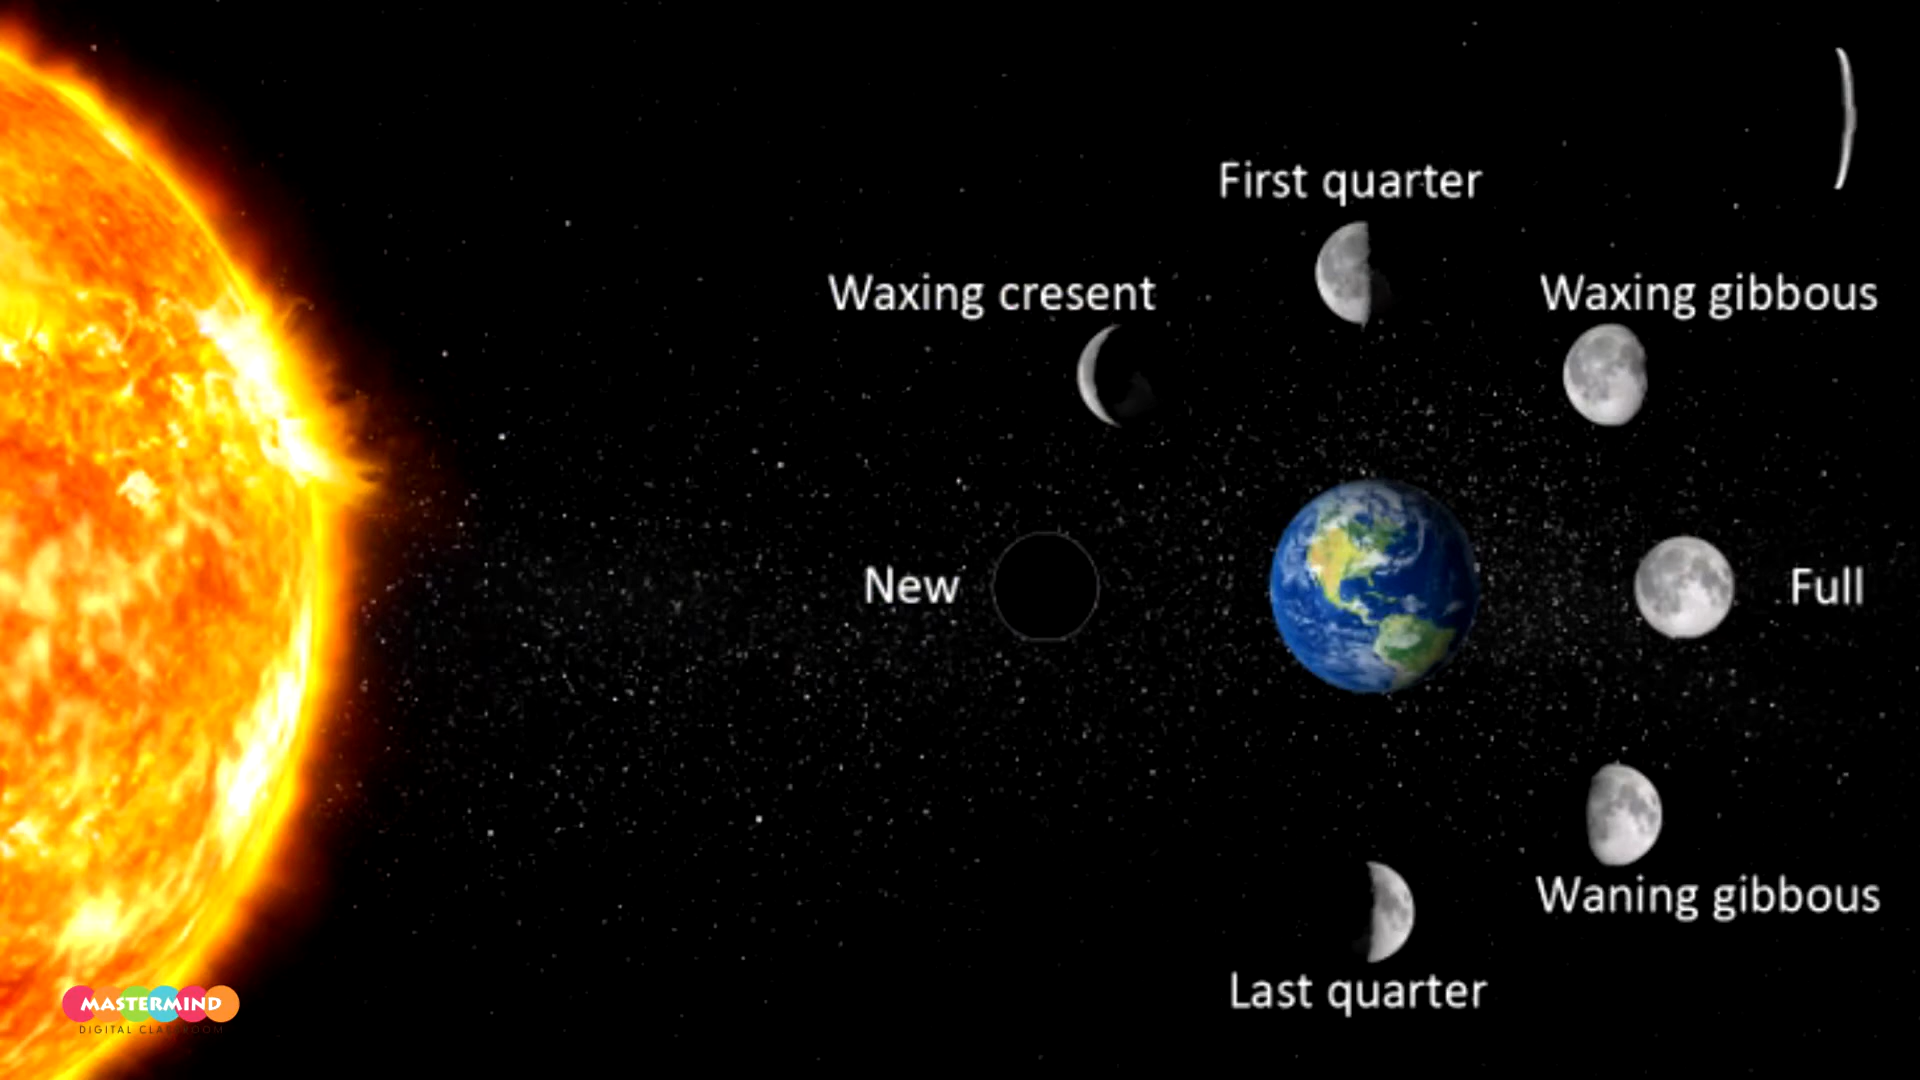 First quarter
Waxing cresent
Waxing gibbous
New
Full
Waning gibbous
Last quarter
MASTERMIND
DIGITAL CLASSROOM